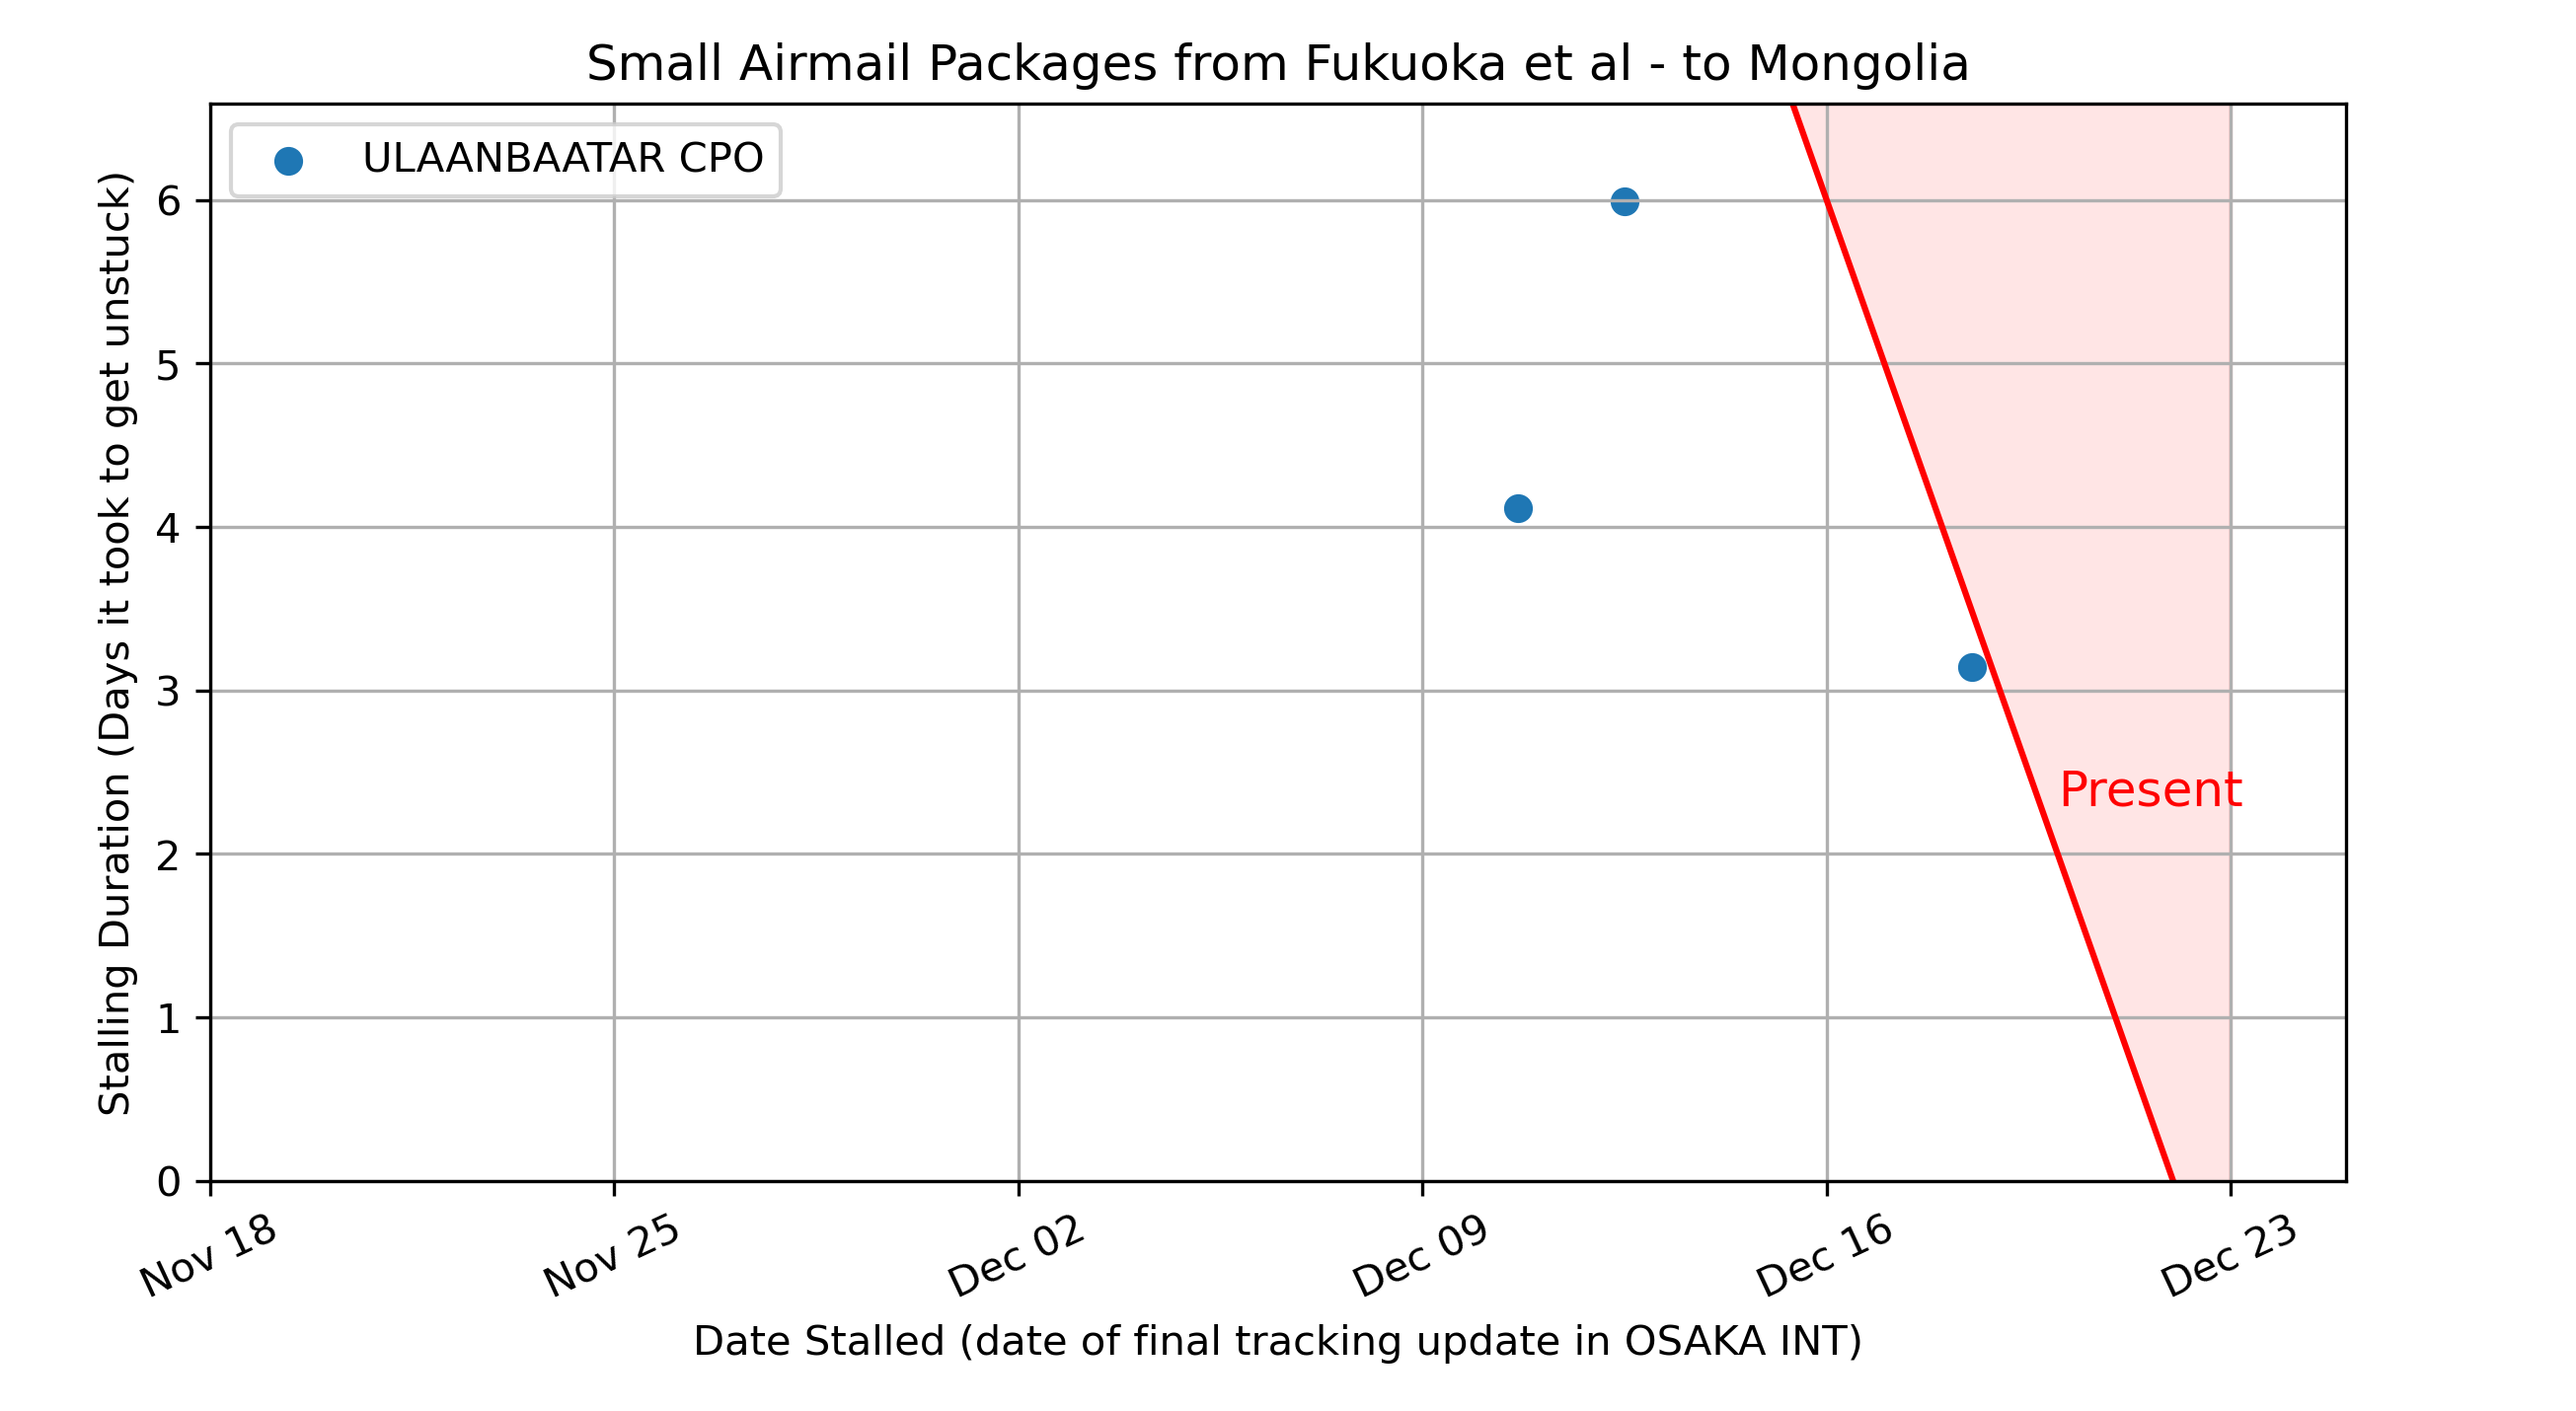 Small Airmail Packages from Fukuoka et al - to Mongolia
ULAANBAATAR CPO
Stalling Duration (Days it took to get unstuck)
6
5
4
3
2
1
0
Present
Nov 18
Nov 25
Dec 02
Dec 09
Dec 16
Dec 23
Date Stalled (date of final tracking update in OSAKA INT)